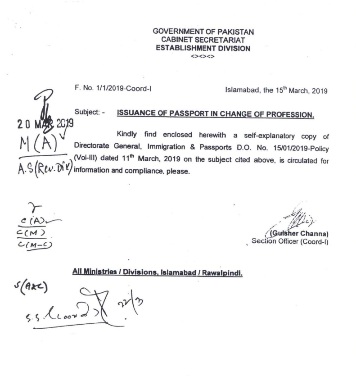 GOVERNMENT OF PAKISTAN
CABINET SECRETARIAT
ESTABLISHMENT DIVISION
<><><>
F. No. 1/1/2019-Coord-I Islamabad, the 15th March, 2019
20 MAR 2019
Subject: - ISSUANCE OF PASSPORT IN CHANGE OF PROFESSION.
M(A)
A.S(Rev. Div)
Kindly find enclosed herewith a self-explanatory copy of
Directorate General, Immigration & Passports D.O. No. 15/01/2019-Policy
(Vol-III) dated 11th March, 2019 on the subject cited above. is circulated for
information and compliance, please.
C(A)
C(M)
C(M-C)
(Gulsher Channa)
Section Officer (Coord-I)
All Ministries / Divisions, Islamabad / Rawalpindi.
22/3